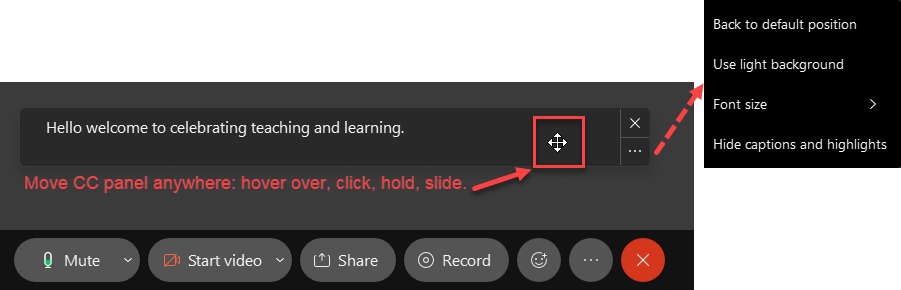 Back to default position
Use light background
Font size
Hide captions and highlights
Hello welcome to celebrating teaching and learning.
Move CC panel anywhere: hover over, click, hold, slide.
Mute
Start video
Share
Record